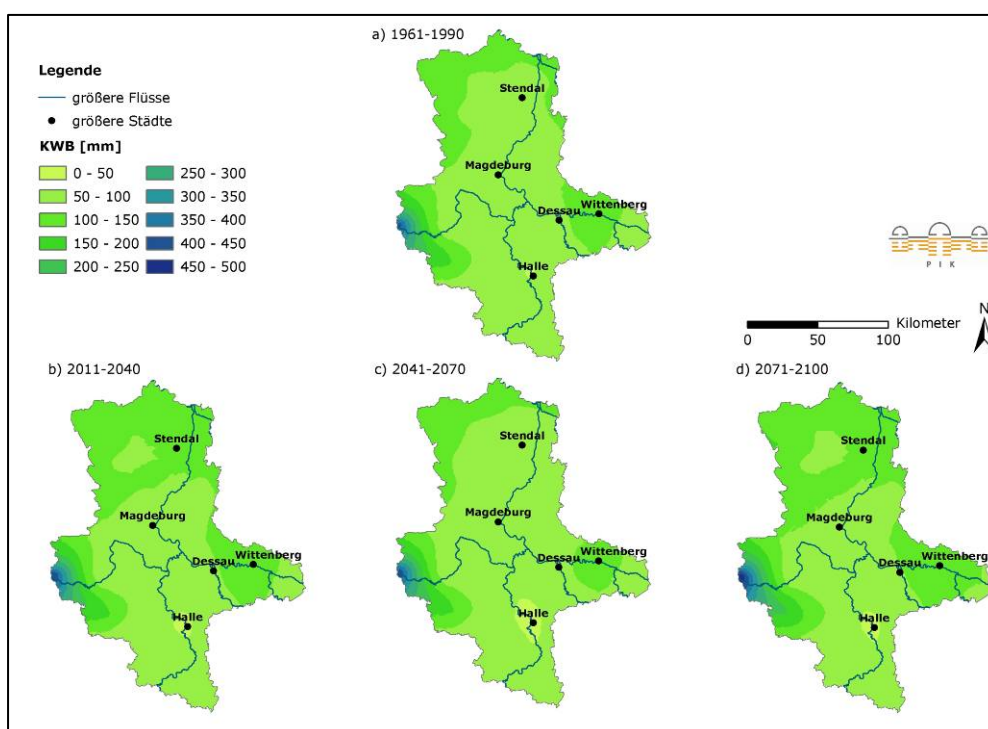 a) 1961-1990
Legende
größere Flüsse
größere Städte
KWB [mm]
0 - 50
50 - 100
100 - 150
150 - 200
200 - 250
250 - 300
300 - 350
350 - 400
400 - 450
450 - 500
Stendal
Magdeburg
Dessau
Wittenberg
Halle
P I K
Kilometer
0 50 100
N
b) 2011-2040
Stendal
Magdeburg
Dessau
Wittenberg
Halle
c) 2041-2070
Stendal
Magdeburg
Dessau
Wittenberg
Halle
d) 2071-2100
Stendal
Magdeburg
Dessau
Wittenberg
Halle